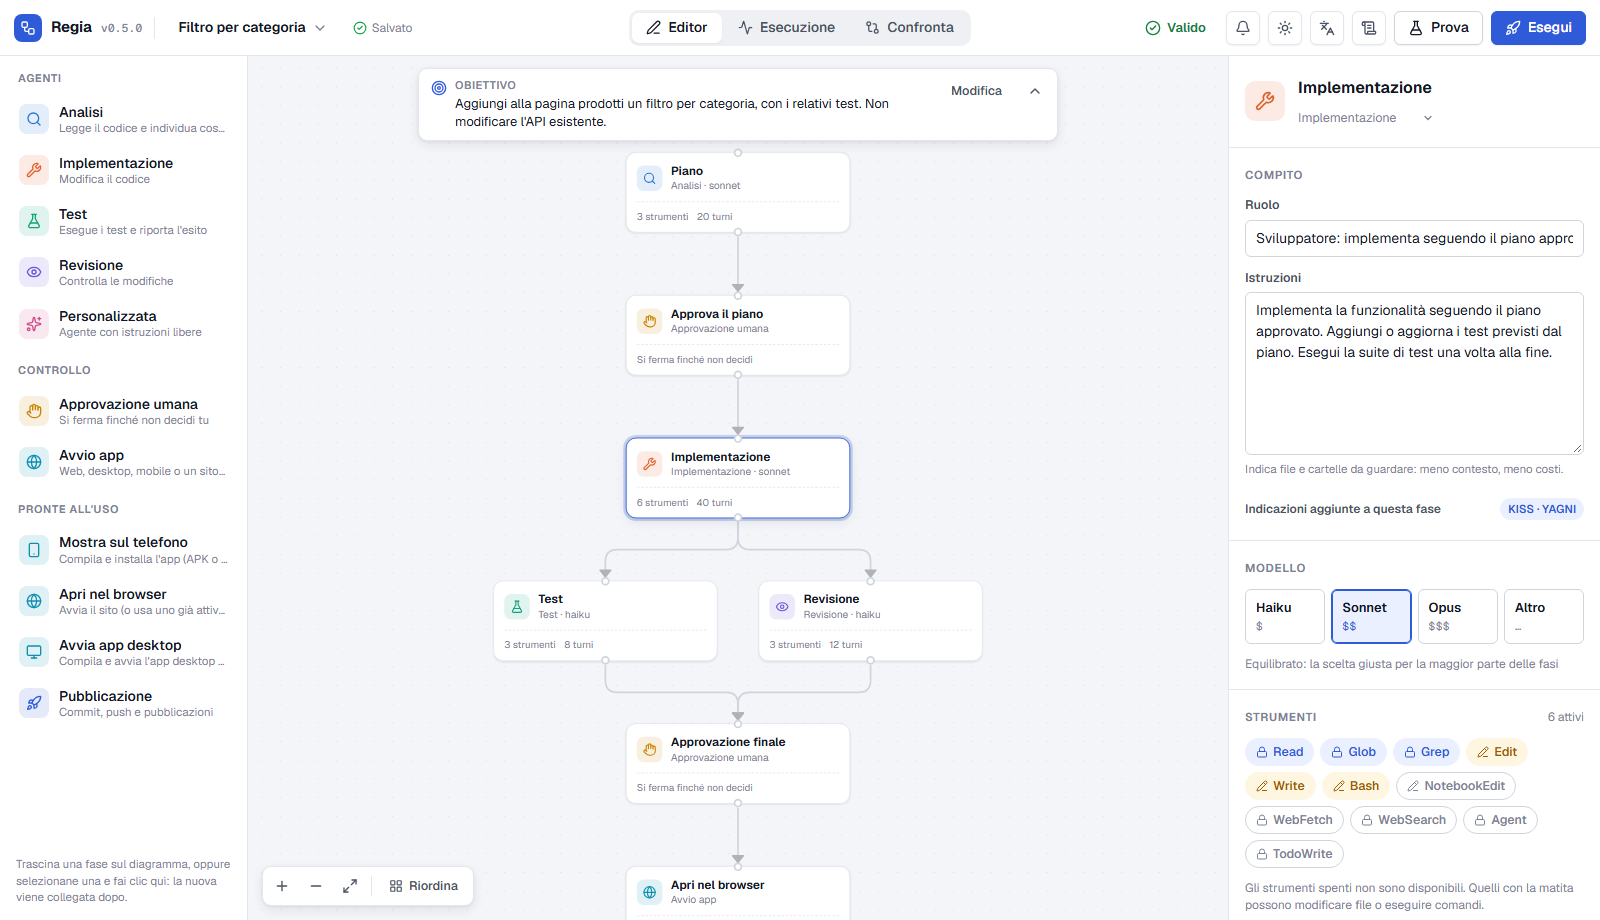 Regia v0.5.0
Filtro per categoria
Salvato
Editor
Esecuzione
Confronta
Valido
Prova
Esegui
AGENTI
Analisi
Legge il codice e individua cos...
Implementazione
Modifica il codice
Test
Esegue i test e riporta l'esito
Revisione
Controlla le modifiche
Personalizzata
Agente con istruzioni libere
CONTROLLO
Approvazione umana
Si ferma finché non decidi tu
Avvio app
Web, desktop, mobile o un sito...
PRONTE ALL'USO
Mostra sul telefono
Compila e installa l'app (APK o ...
Apri nel browser
Avvia il sito (o usa uno già attiv...
Avvia app desktop
Compila e avvia l'app desktop ...
Pubblicazione
Commit, push e pubblicazioni
Trascina una fase sul diagramma, oppure
selezionane una e fai clic qui: la nuova
viene collegata dopo.
OBIETTIVO
Aggiungi alla pagina prodotti un filtro per categoria, con i relativi test. Non
modificare l'API esistente.
Modifica
Piano
Analisi · sonnet
3 strumenti 20 turni
Approva il piano
Approvazione umana
Si ferma finché non decidi
Implementazione
Implementazione · sonnet
6 strumenti 40 turni
Test
Test · haiku
3 strumenti 8 turni
Revisione
Revisione · haiku
3 strumenti 12 turni
Approvazione finale
Approvazione umana
Si ferma finché non decidi
Apri nel browser
Avvio app
Riordina
Implementazione
Implementazione
COMPITO
Ruolo
Sviluppatore: implementa seguendo il piano appro
Istruzioni
Implementa la funzionalità seguendo il piano
approvato. Aggiungi o aggiorna i test previsti dal
piano. Esegui la suite di test una volta alla fine.
Indica file e cartelle da guardare: meno contesto, meno costi.
Indicazioni aggiunte a questa fase
KISS · YAGNI
MODELLO
Haiku
$
Sonnet
$$
Opus
$$$
Altro
...
Equilibrato: la scelta giusta per la maggior parte delle fasi
STRUMENTI
6 attivi
Read Glob Grep Edit
Write Bash NotebookEdit
WebFetch WebSearch Agent
TodoWrite
Gli strumenti spenti non sono disponibili. Quelli con la matita
possono modificare file o eseguire comandi.